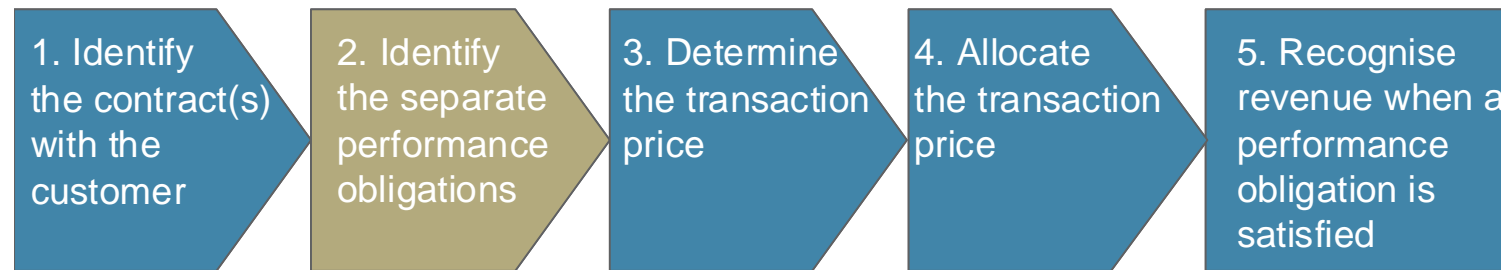 1. Identify
the contract(s)
with the
customer
2. Identify
the separate
performance
obligations
3. Determine
the transaction
price
4. Allocate
the transaction
price
5. Recognise
revenue when a
performance
obligation is
satisfied